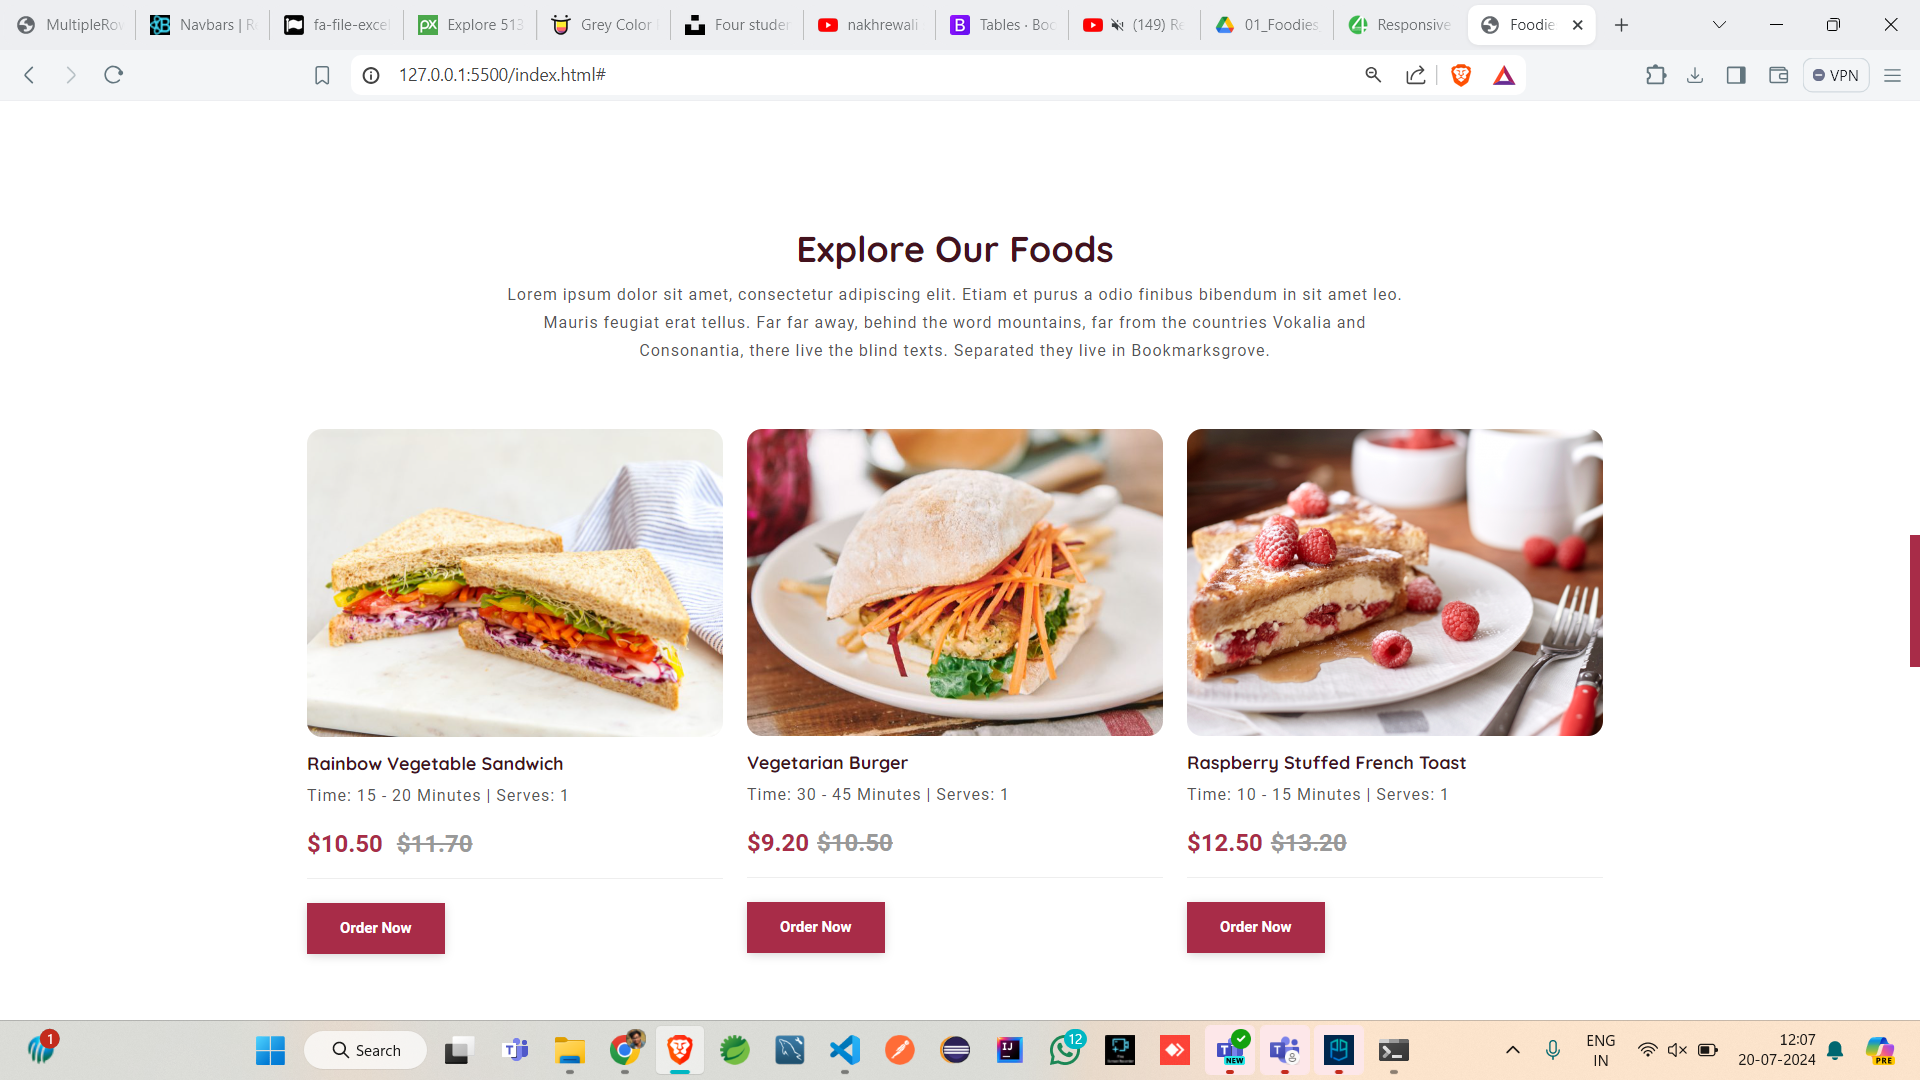 MultipleRo
Navbars | R
fa-file-excel
Explore 513
Grey Color
Four studer
nakhrewali
Tables · Boo
(149) Re
01_Foodies
Responsive
Foodie
127.0.0.1:5500/index.html#
VPN
Explore Our Foods
Lorem ipsum dolor sit amet, consectetur adipiscing elit. Etiam et purus a odio finibus bibendum in sit amet leo.
Mauris feugiat erat tellus. Far far away, behind the word mountains, far from the countries Vokalia and
Consonantia, there live the blind texts. Separated they live in Bookmarksgrove.
Rainbow Vegetable Sandwich
Time: 15 - 20 Minutes | Serves: 1
$10.50 $11.70
Order Now
Vegetarian Burger
Time: 30 - 45 Minutes | Serves: 1
$9.20 $10.50
Order Now
Raspberry Stuffed French Toast
Time: 10 - 15 Minutes | Serves: 1
$12.50 $13.20
Order Now
1
Search
12
NEW
ENG
IN
12:07
20-07-2024
PRE